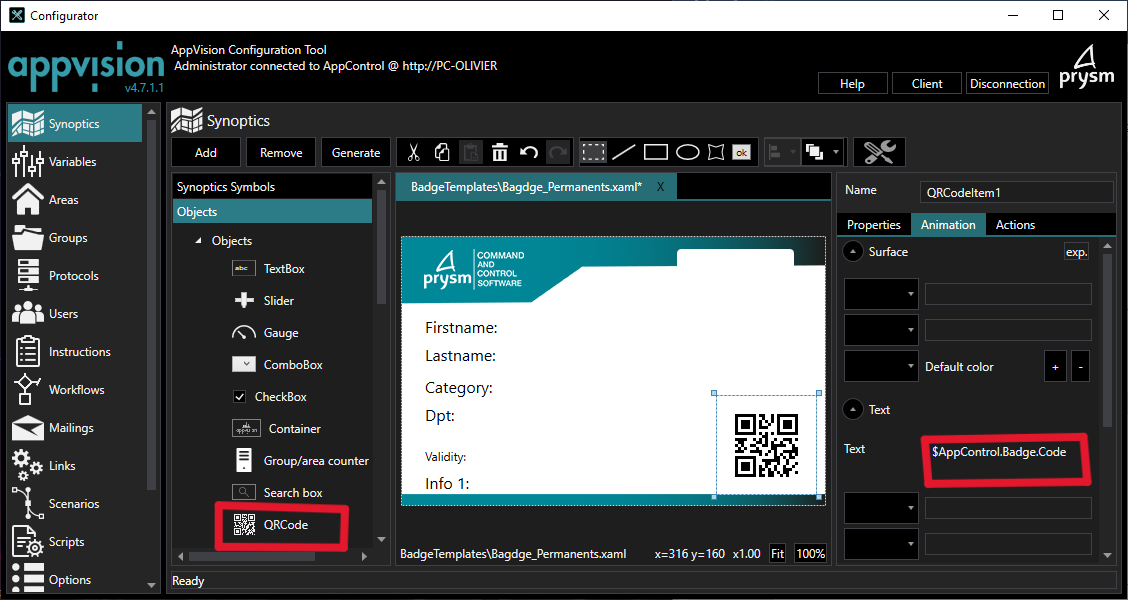 Configurator
appvision
v4.7.1.1
AppVision Configuration Tool
Administrator connected to AppControl @ http://PC-OLIVIER
Help
Client
Disconnection
prysm
Synoptics
Variables
Areas
Groups
Protocols
Users
Instructions
Workflows
Mailings
Links
Scenarios
Scripts
Options
Synoptics
Add
Remove
Generate
ok
Synoptics Symbols
Objects
Objects
abc
TextBox
Slider
Gauge
ComboBox
CheckBox
Container
Group/area counter
Search box
QRCode
BadgeTemplates\Bagdge_Permanents.xaml*
X
prysm
COMMAND
AND
CONTROL
SOFTWARE
Firstname:
Lastname:
Category:
Dpt:
Validity:
Info 1:
BadgeTemplates\Bagdge_Permanents.xaml
x=316 y=160
x1.00
Fit
100%
Name
QRCodeItem1
Properties
Animation
Actions
Surface
exp.
Default color
+
-
Text
Text
$AppControl.Badge.Code
Ready